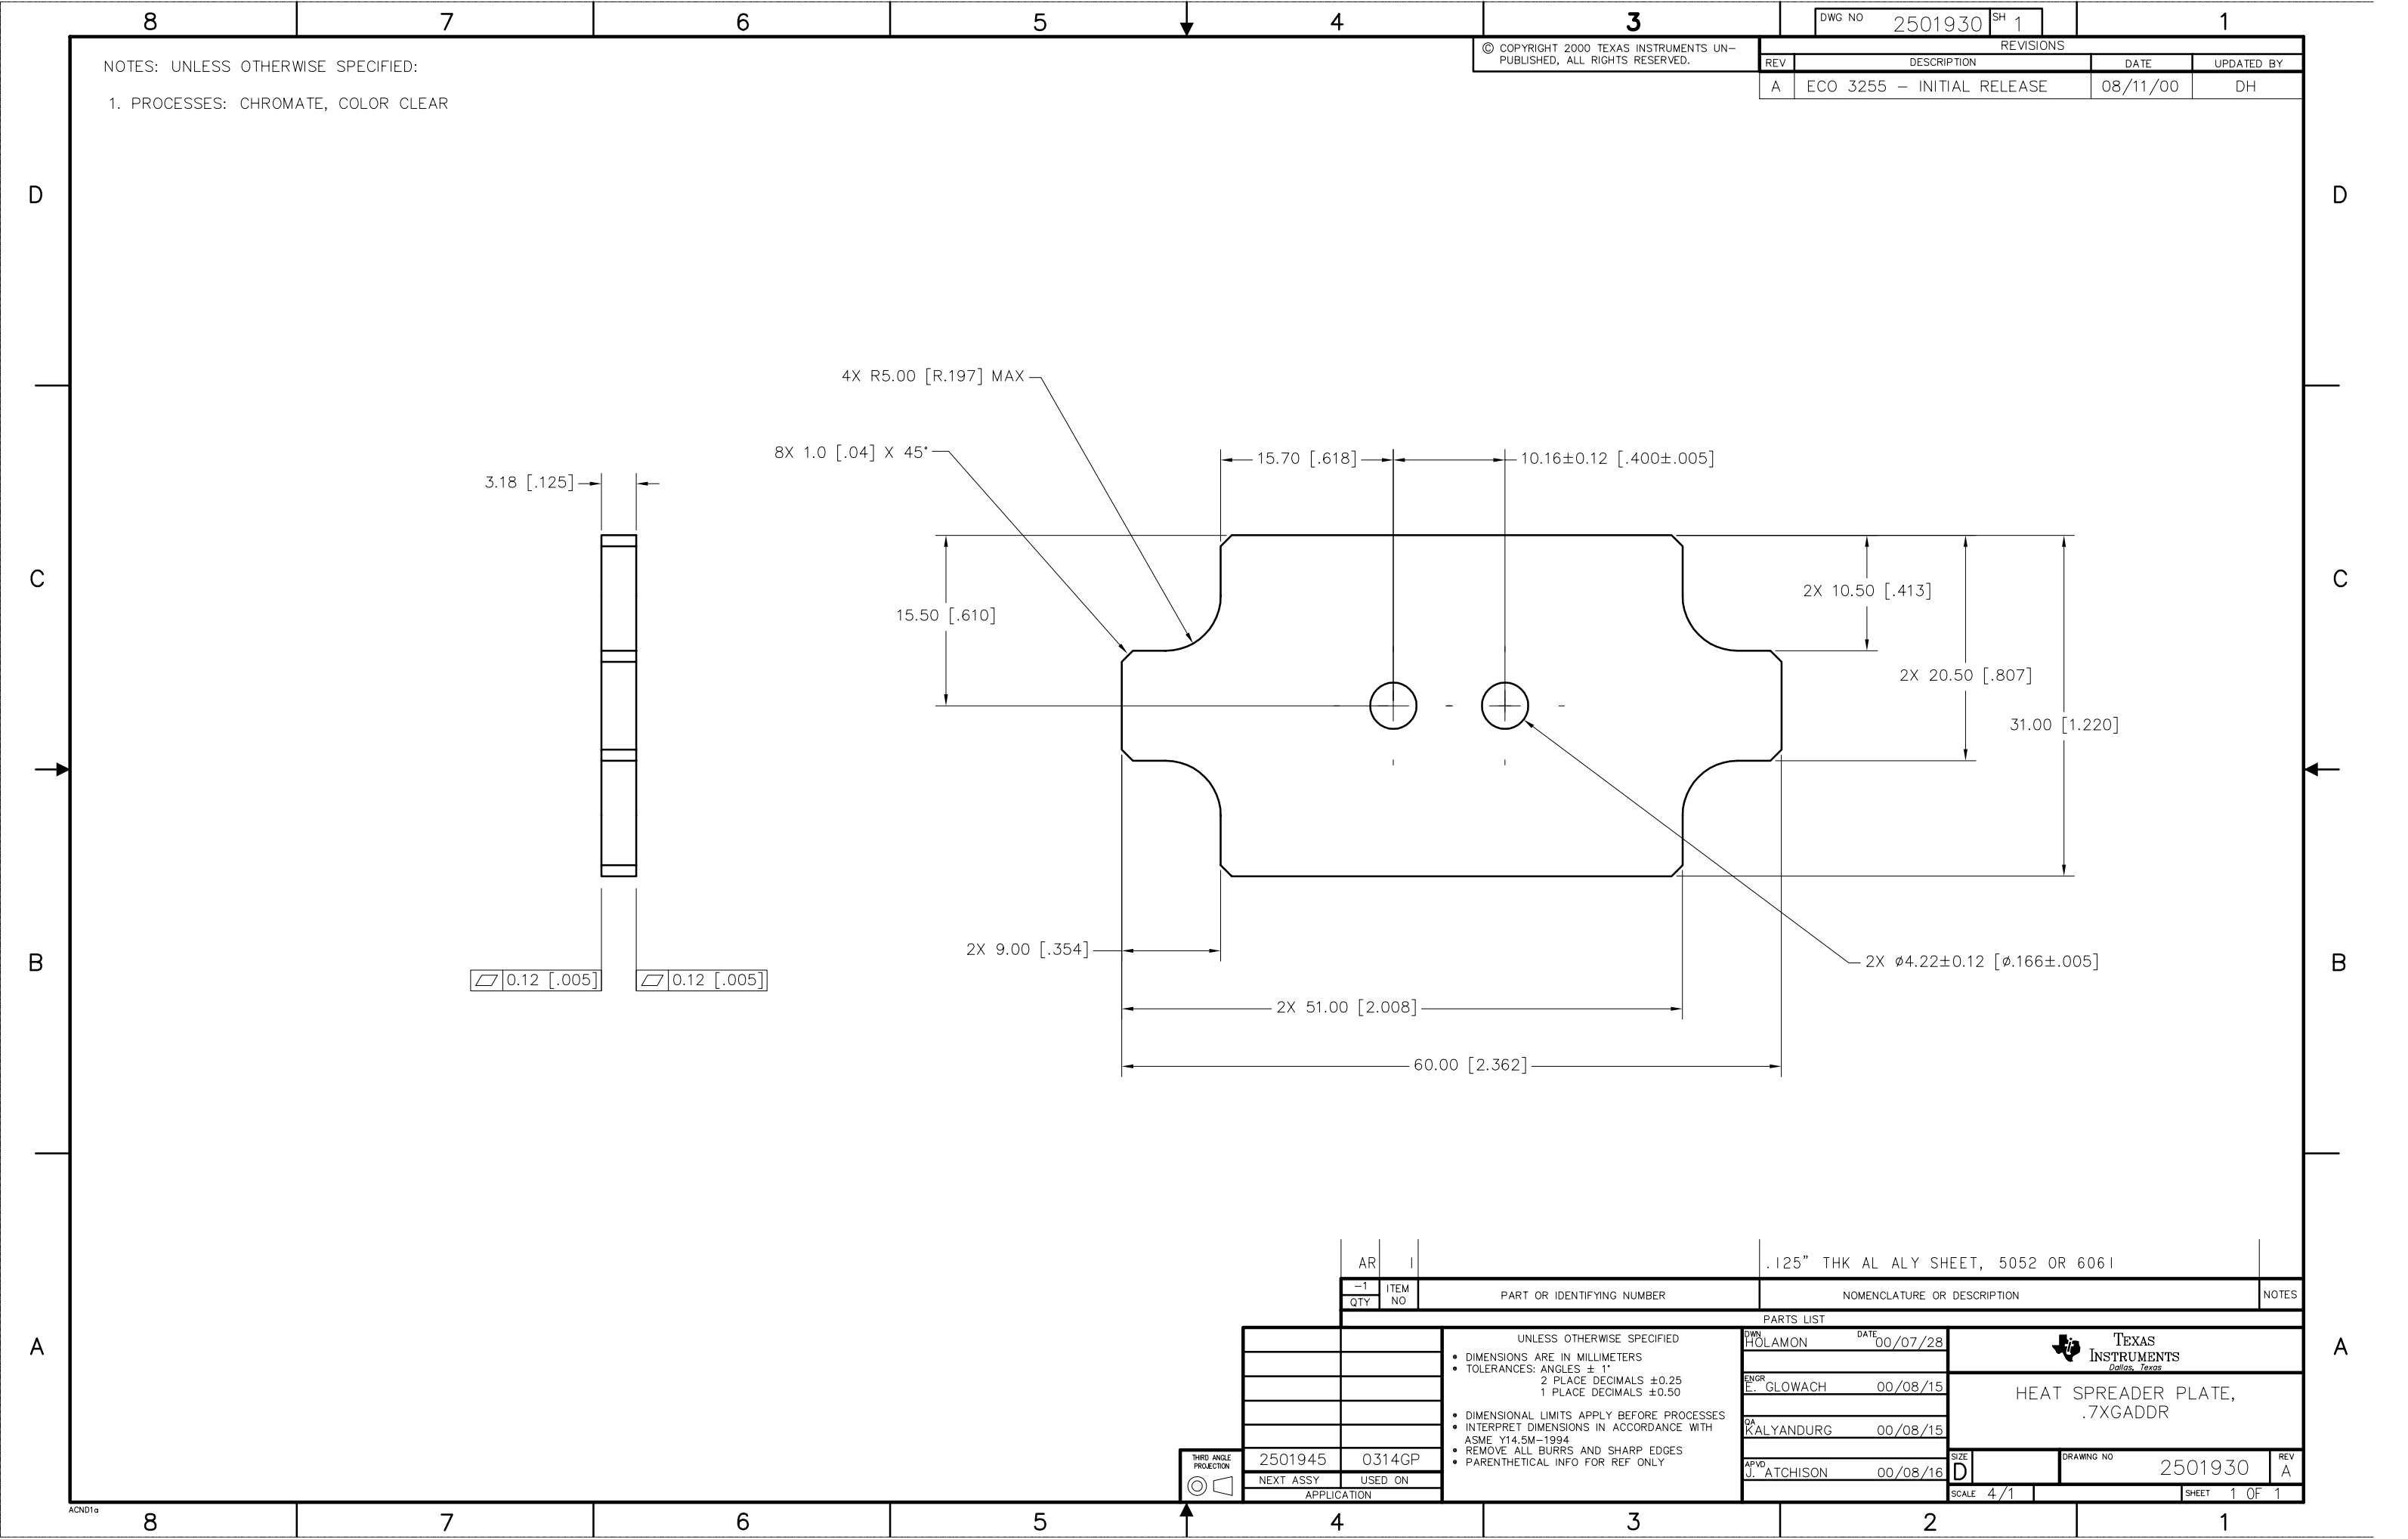 8 7 6 5 4 3 1
DWG NO 2501930 SH 1
© COPYRIGHT 2000 TEXAS INSTRUMENTS UN-
PUBLISHED, ALL RIGHTS RESERVED.
REVISIONS
REV DESCRIPTION DATE UPDATED BY
A ECO 3255 - INITIAL RELEASE 08/11/00 DH
NOTES: UNLESS OTHERWISE SPECIFIED:
1. PROCESSES: CHROMATE, COLOR CLEAR
D D
4X R5.00 [R.197] MAX
8X 1.0 [.04] X 45°
15.70 [.618]
10.16±0.12 [.400±.005]
3.18 [.125]
C C
2X 10.50 [.413]
15.50 [.610]
2X 20.50 [.807]
31.00 [1.220]
2X 9.00 [.354]
B B
2X ø4.22±0.12 [ø.166±.005]
⏥ 0.12 [.005] ⏥ 0.12 [.005]
2X 51.00 [2.008]
60.00 [2.362]
AR 1 .125" THK AL ALY SHEET, 5052 OR 6061
-1 QTY ITEM NO PART OR IDENTIFYING NUMBER NOMENCLATURE OR DESCRIPTION NOTES
PARTS LIST
A A
UNLESS OTHERWISE SPECIFIED
• DIMENSIONS ARE IN MILLIMETERS
• TOLERANCES: ANGLES ± 1°
2 PLACE DECIMALS ±0.25
1 PLACE DECIMALS ±0.50
• DIMENSIONAL LIMITS APPLY BEFORE PROCESSES
• INTERPRET DIMENSIONS IN ACCORDANCE WITH
ASME Y14.5M-1994
• REMOVE ALL BURRS AND SHARP EDGES
• PARENTHETICAL INFO FOR REF ONLY
DWN HOLAMON DATE 00/07/28
ENGR E. GLOWACH 00/08/15
QA KALYANDURG 00/08/15
APVD J. ATCHISON 00/08/16
TEXAS
INSTRUMENTS
Dallas, Texas
HEAT SPREADER PLATE,
.7XGADDR
THIRD ANGLE
PROJECTION
2501945 0314GP
NEXT ASSY USED ON
APPLICATION
SIZE D DRAWING NO 2501930 REV A
SCALE 4/1 SHEET 1 OF 1
ACND1a
8 7 6 5 4 3 2 1